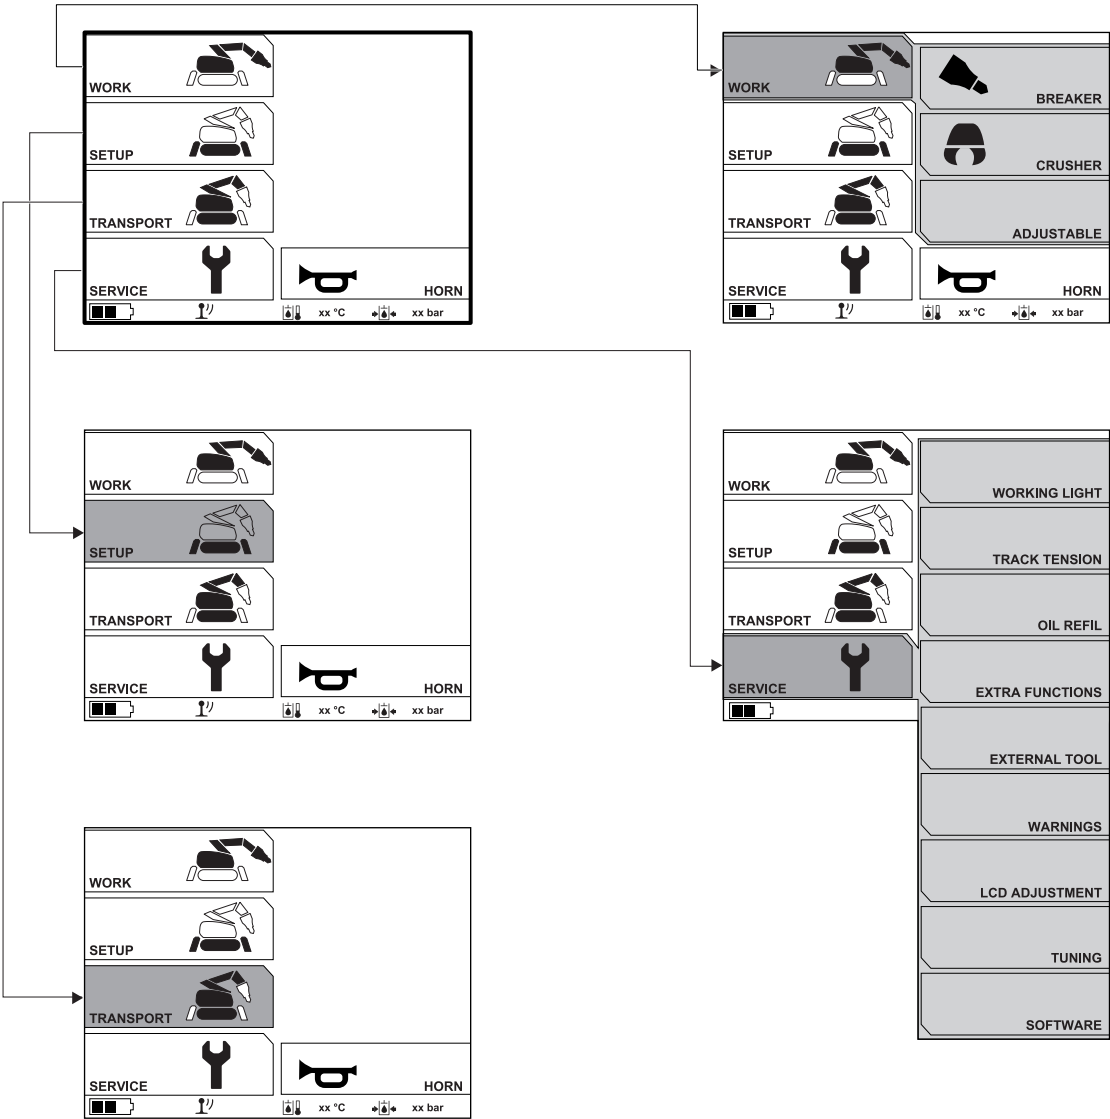 WORK
SETUP
TRANSPORT
SERVICE
HORN
xx °C
xx bar
WORK
BREAKER
SETUP
CRUSHER
TRANSPORT
ADJUSTABLE
SERVICE
HORN
xx °C
xx bar
WORK
SETUP
TRANSPORT
SERVICE
HORN
xx °C
xx bar
WORK
SETUP
TRANSPORT
SERVICE
WORKING LIGHT
TRACK TENSION
OIL REFIL
EXTRA FUNCTIONS
EXTERNAL TOOL
WARNINGS
LCD ADJUSTMENT
TUNING
SOFTWARE
WORK
SETUP
TRANSPORT
SERVICE
HORN
xx °C
xx bar